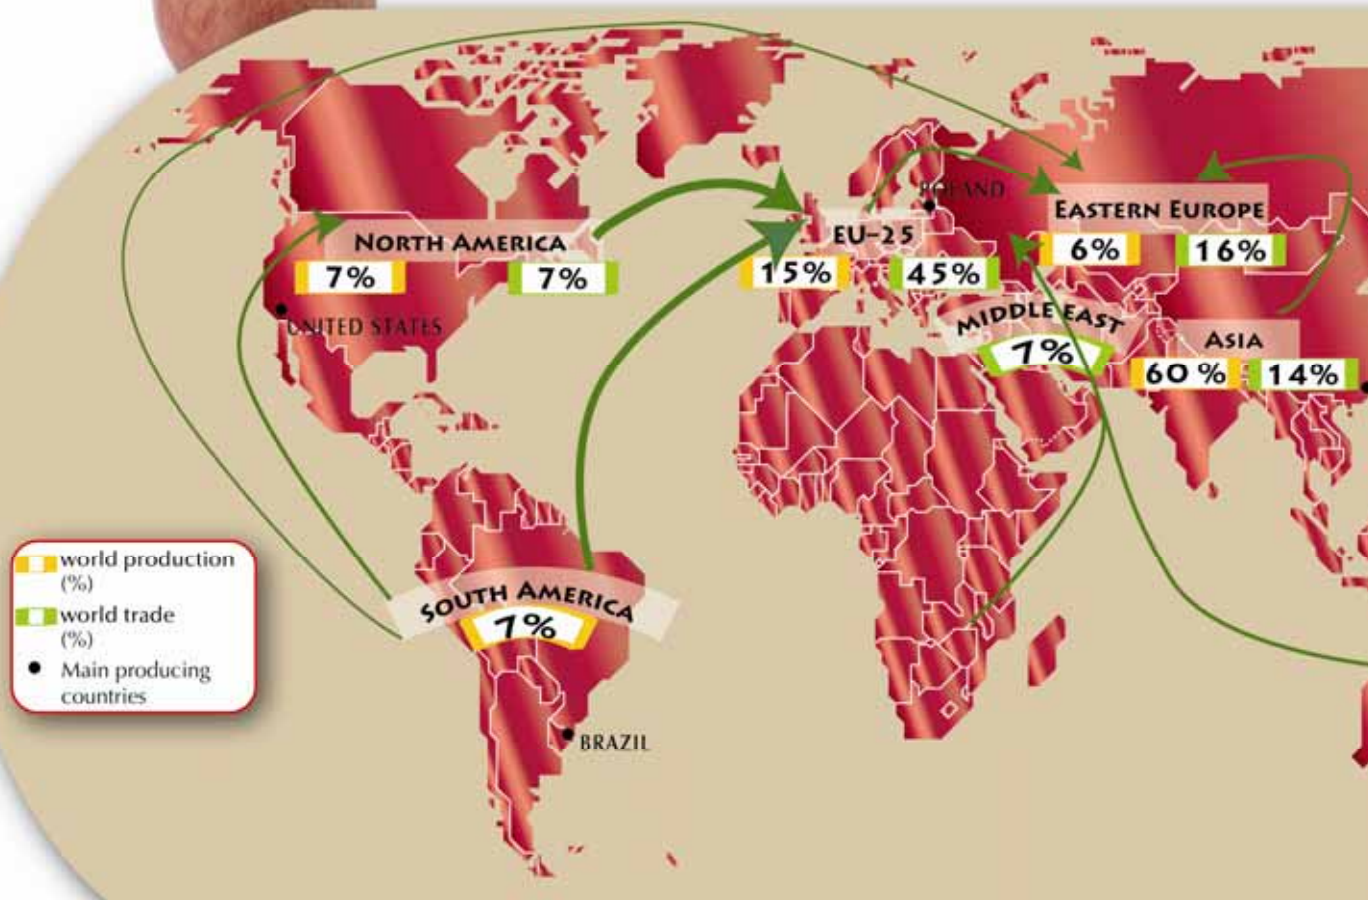 POLAND
NORTH AMERICA
7%
7%
UNITED STATES
EU-25
15%
45%
EASTERN EUROPE
6%
16%
MIDDLE EAST
7%
ASIA
60 %
14%
world production
(%)
world trade
(%)
Main producing
countries
SOUTH AMERICA
7%
BRAZIL